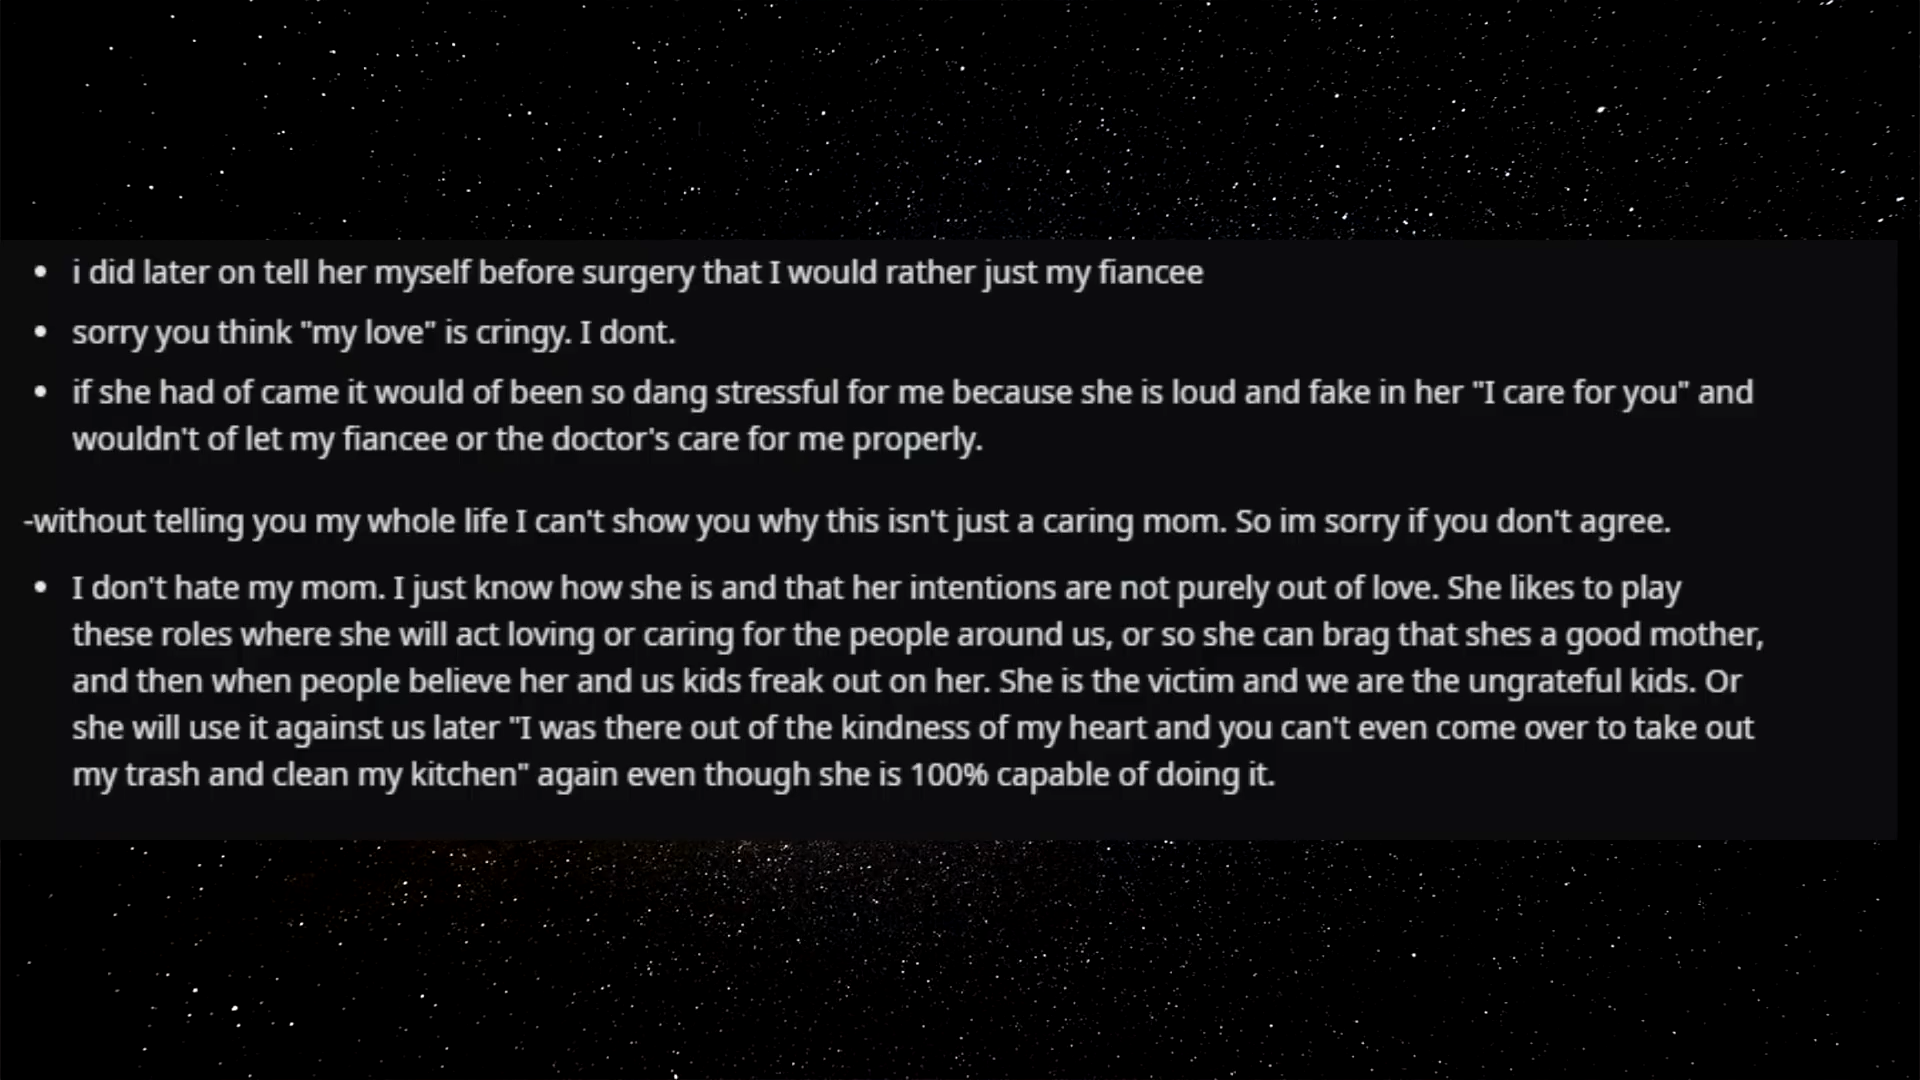 • i did later on tell her myself before surgery that I would rather just my fiancee
• sorry you think "my love" is cringy. I dont.
• if she had of came it would of been so dang stressful for me because she is loud and fake in her "I care for you" and
wouldn't of let my fiancee or the doctor's care for me properly.
-without telling you my whole life I can't show you why this isn't just a caring mom. So im sorry if you don't agree.
• I don't hate my mom. I just know how she is and that her intentions are not purely out of love. She likes to play
these roles where she will act loving or caring for the people around us, or so she can brag that shes a good mother,
and then when people believe her and us kids freak out on her. She is the victim and we are the ungrateful kids. Or
she will use it against us later "I was there out of the kindness of my heart and you can't even come over to take out
my trash and clean my kitchen" again even though she is 100% capable of doing it.